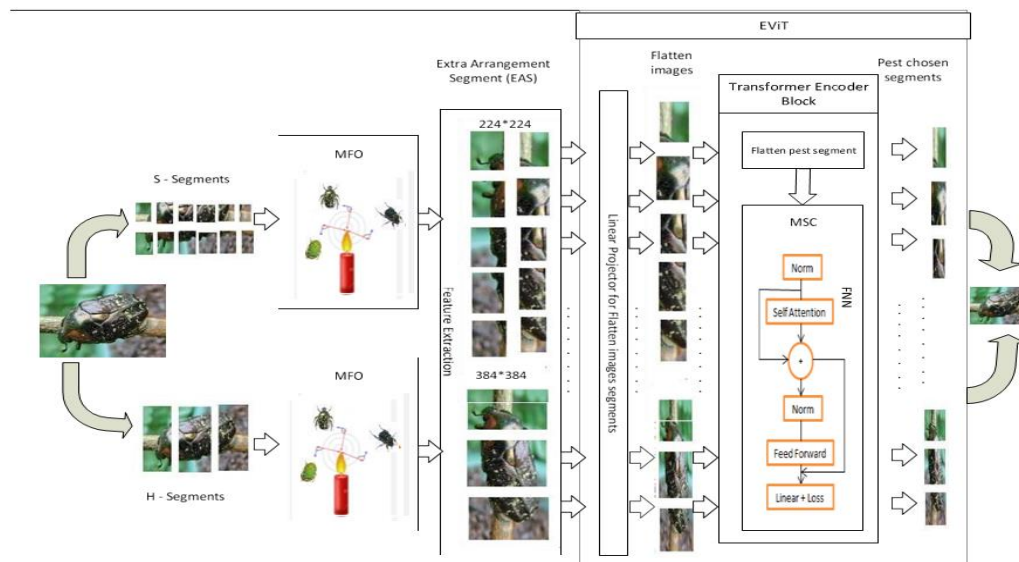 EViT
Extra Arrangement
Segment (EAS)
Flatten
images
Pest chosen
segments
Transformer Encoder
Block
224*224
MFO
S - Segments
Flatten pest segment
MSC
Norm
FNN
Self Attention
+
Norm
Feed Forward
Linear + Loss
Feature Extraction
Linear Projector for Flatten images segments
384*384
MFO
H - Segments